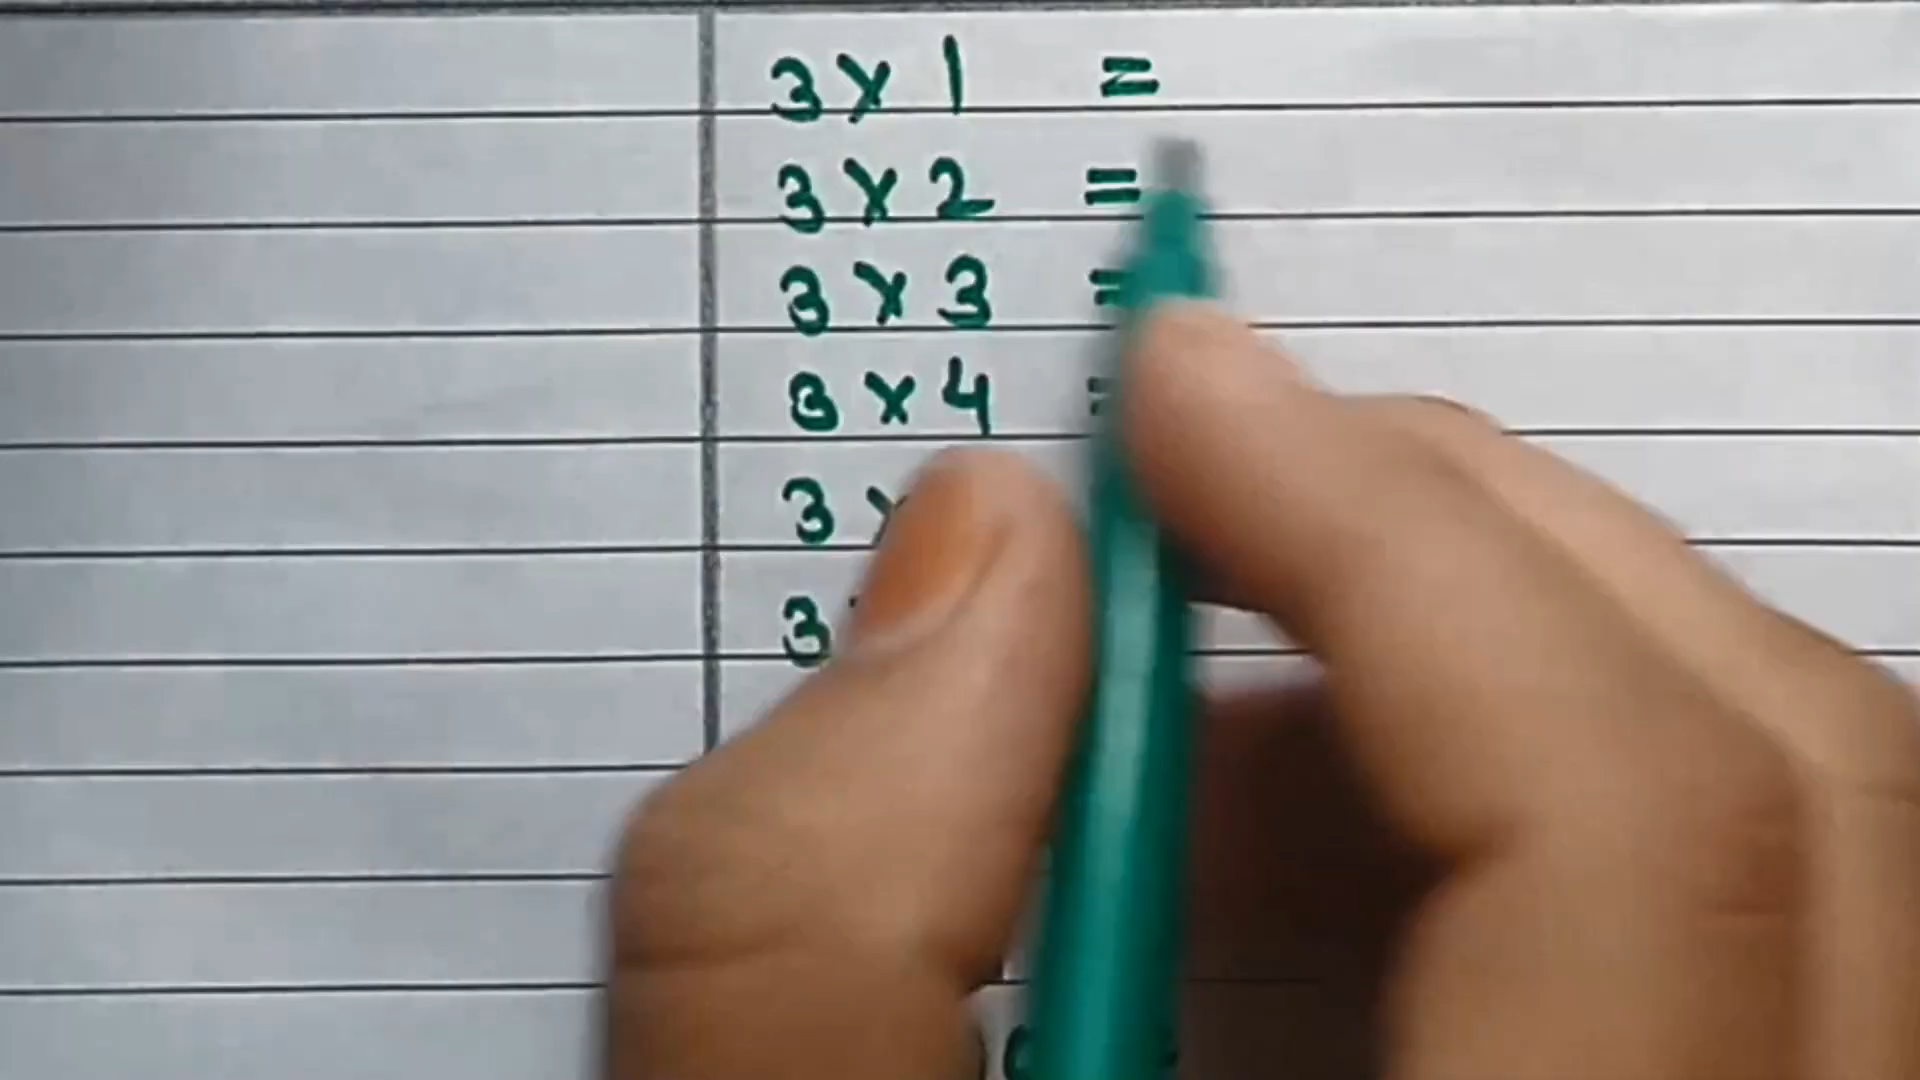 3 x 1 =
3 x 2 =
3 x 3 =
3 x 4 =
3
3